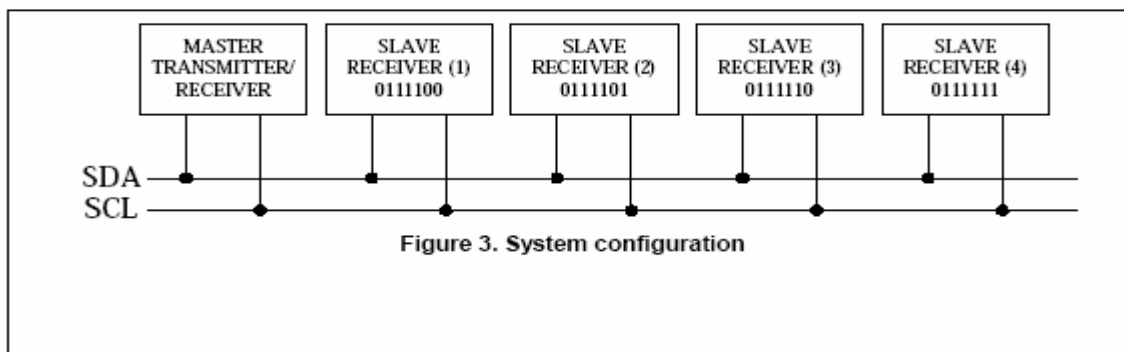 MASTER
TRANSMITTER/
RECEIVER
SLAVE
RECEIVER (1)
0111100
SLAVE
RECEIVER (2)
0111101
SLAVE
RECEIVER (3)
0111110
SLAVE
RECEIVER (4)
0111111
SDA
SCL
Figure 3. System configuration